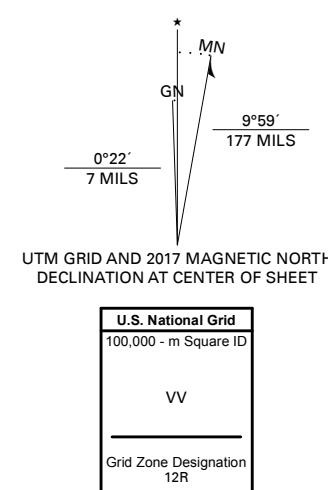 ★
MN
GN
9°59´
177 MILS
0°22´
7 MILS
UTM GRID AND 2017 MAGNETIC NORTH
DECLINATION AT CENTER OF SHEET
U.S. National Grid
100,000 - m Square ID
VV
Grid Zone Designation
12R